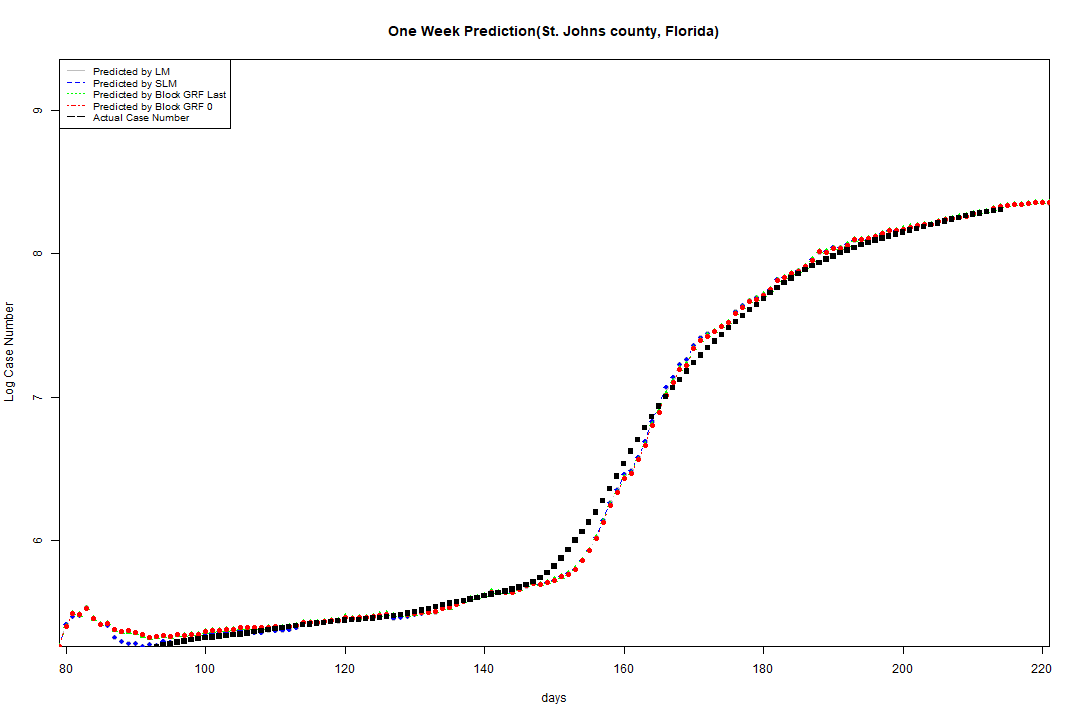 One Week Prediction(St. Johns county, Florida)
Predicted by LM
Predicted by SLM
Predicted by Block GRF Last
Predicted by Block GRF 0
Actual Case Number
9
8
7
6
Log Case Number
80 100 120 140 160 180 200 220
days